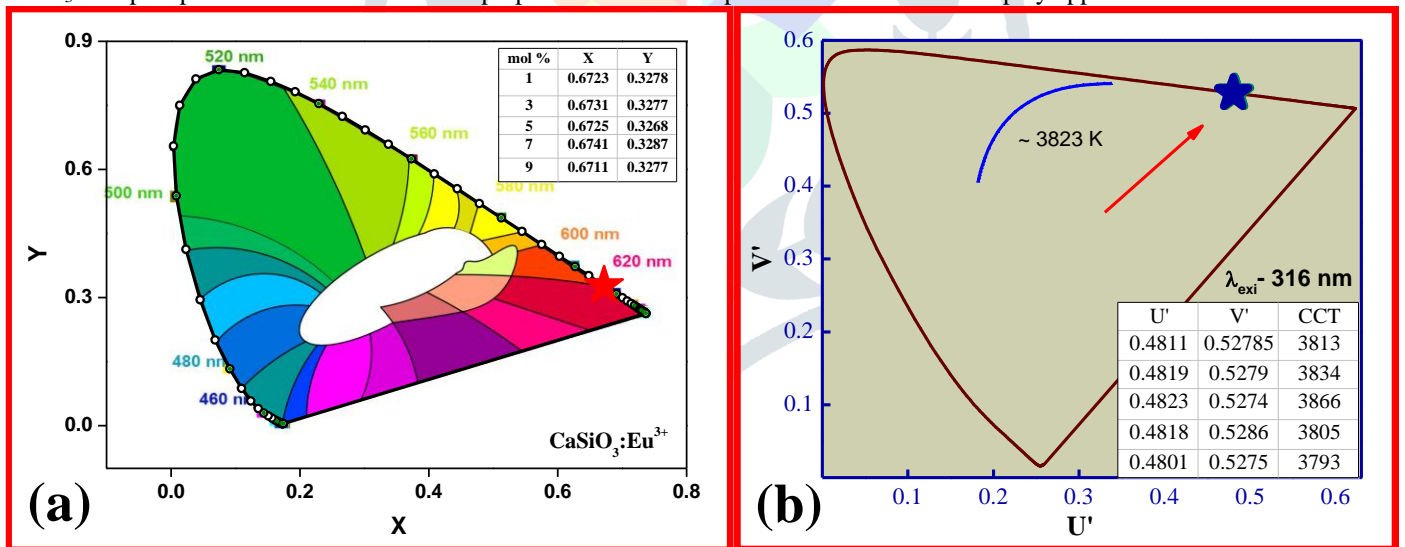 0.9
0.6
0.3
0.0
0.0
0.2
0.4
0.6
0.8
Y
X
520 nm
540 nm
560 nm
580 nm
600 nm
620 nm
500 nm
480 nm
460 n
mol % X Y
1 0.6723 0.3278
3 0.6731 0.3277
5 0.6725 0.3268
7 0.6741 0.3287
9 0.6711 0.3277
CaSiO₃:Eu³⁺
(a)
0.6
0.5
0.4
0.3
0.2
0.1
0.1
0.2
0.3
0.4
0.5
0.6
V'
U'
~ 3823 K
λexi- 316 nm
U' V' CCT
0.4811 0.52785 3813
0.4819 0.5279 3834
0.4823 0.5274 3866
0.4818 0.5286 3805
0.4801 0.5275 3793
(b)